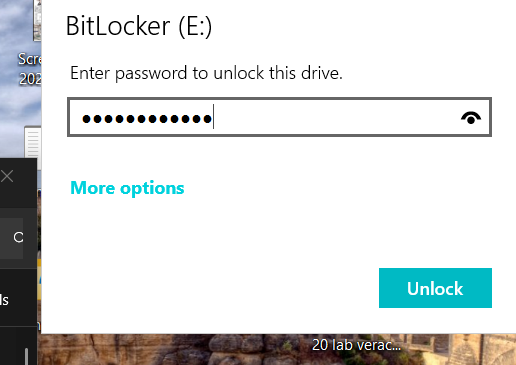 BitLocker (E:)
Enter password to unlock this drive.
••••••••••••
More options
Unlock
20 lab verac...